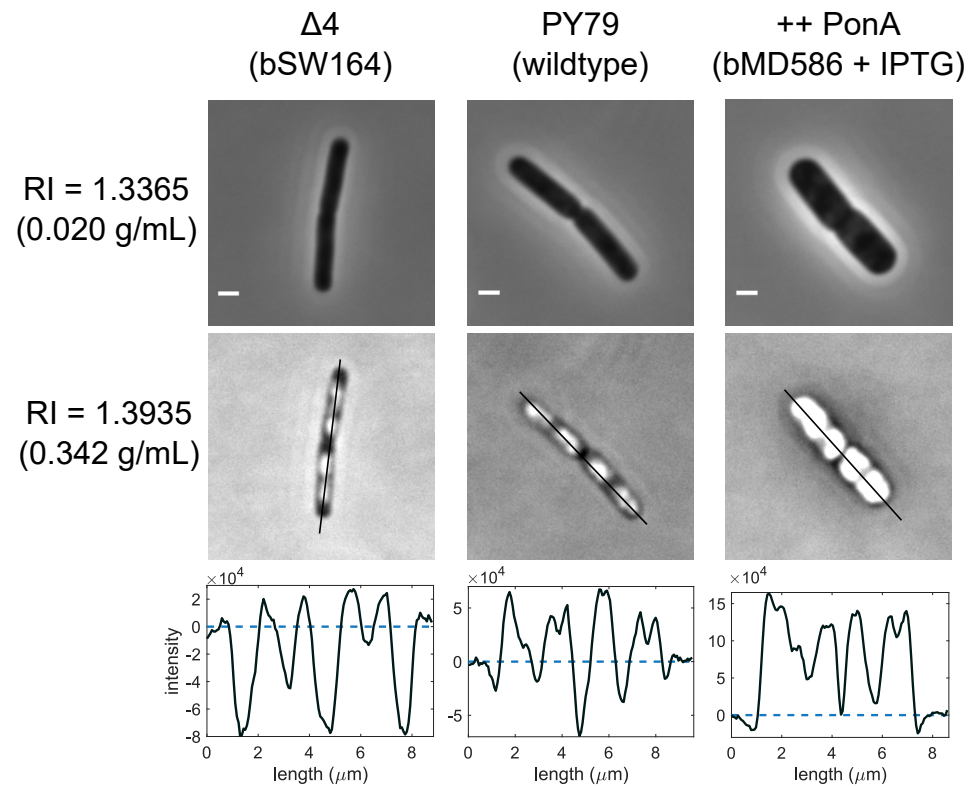 Δ4
(bSW164)
PY79
(wildtype)
++ PonA
(bMD586 + IPTG)
RI = 1.3365
(0.020 g/mL)
RI = 1.3935
(0.342 g/mL)
×10⁴
2
0
-2
-4
-6
-8
intensity
0 2 4 6 8
length (μm)
×10⁴
5
0
-5
0 2 4 6 8
length (μm)
×10⁴
15
10
5
0
0 2 4 6 8
length (μm)